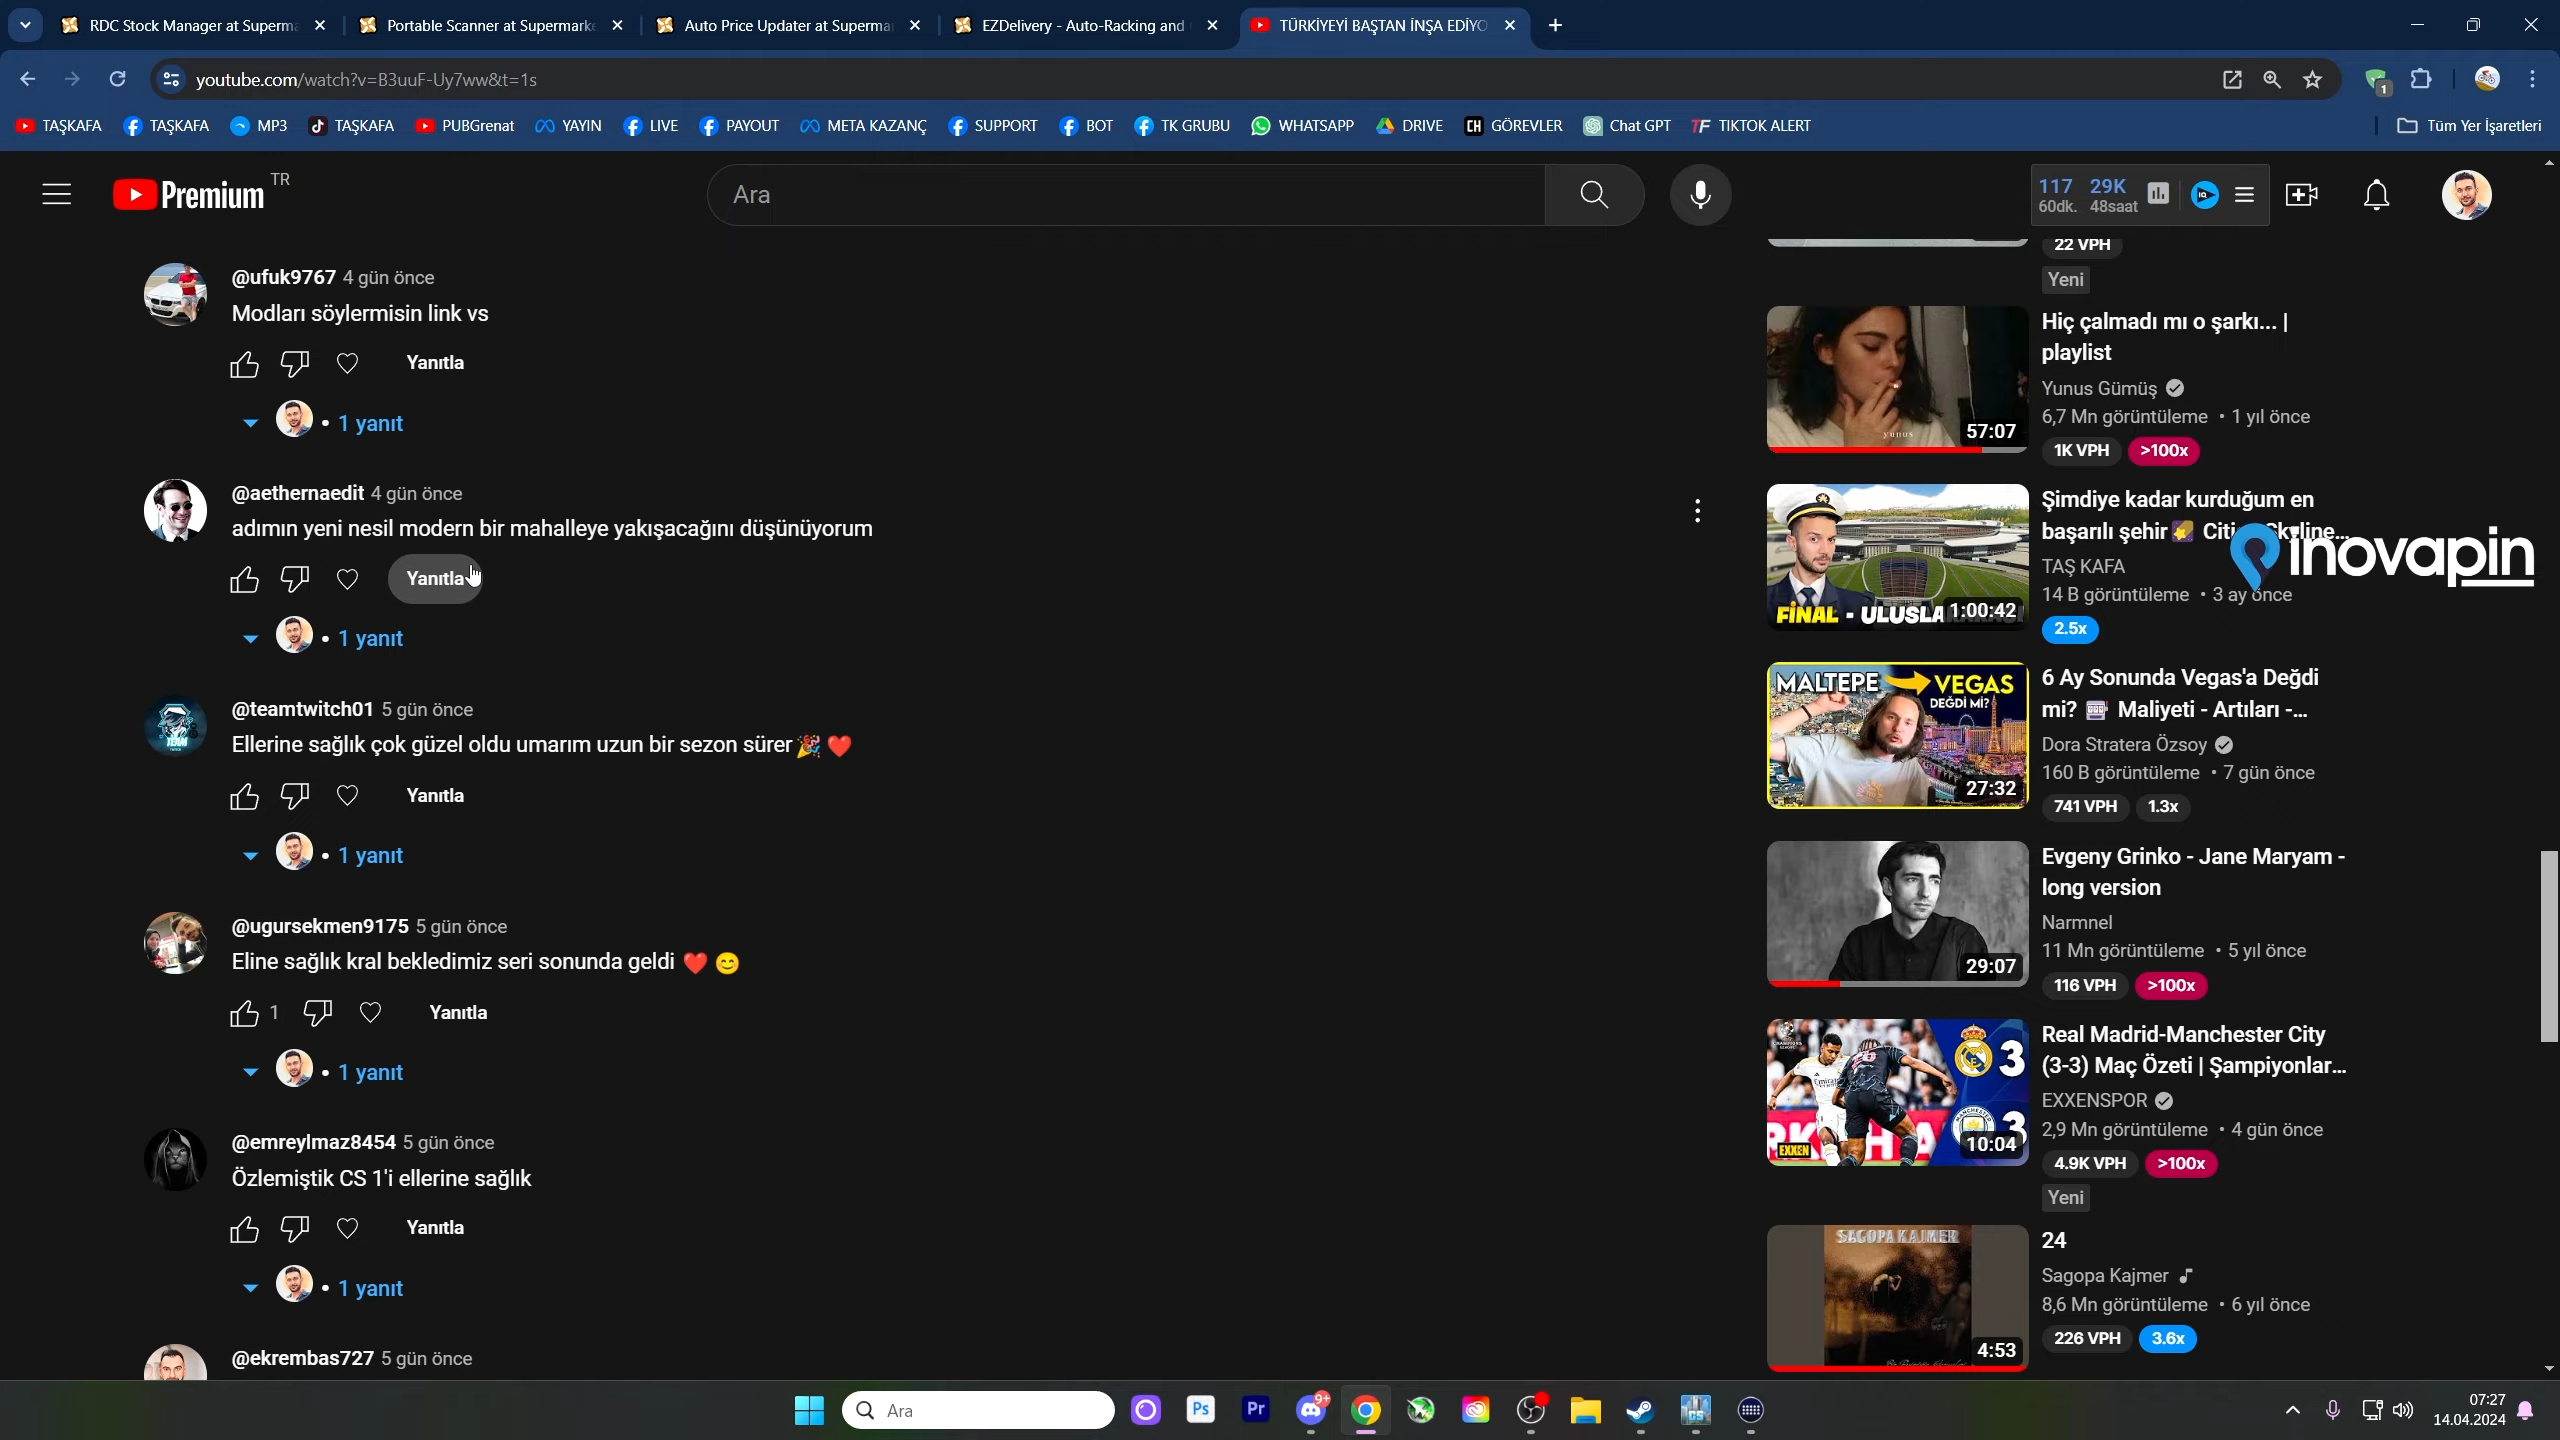 RDC Stock Manager at Superma
Portable Scanner at Supermarke
Auto Price Updater at Superma
EZDelivery - Auto-Racking and
TÜRKİYEYİ BAŞTAN İNŞA EDİYO
youtube.com/watch?v=B3uuF-Uy7ww&t=1s
1
TAŞKAFA
TAŞKAFA
MP3
TAŞKAFA
PUBGrenat
YAYIN
LIVE
PAYOUT
META KAZANÇ
SUPPORT
BOT
TK GRUBU
WHATSAPP
DRIVE
GÖREVLER
Chat GPT
TIKTOK ALERT
Tüm Yer İşaretleri
Premium TR
Ara
117 29K
60dk. 48saat
@ufuk9767 4 gün önce
Modları söylermisin link vs
Yanıtla
• 1 yanıt
@aethernaedit 4 gün önce
adımın yeni nesil modern bir mahalleye yakışacağını düşünüyorum
Yanıtla
• 1 yanıt
@teamtwitch01 5 gün önce
Ellerine sağlık çok güzel oldu umarım uzun bir sezon sürer🎉❤️
Yanıtla
• 1 yanıt
@ugursekmen9175 5 gün önce
Eline sağlık kral bekledimiz seri sonunda geldi ❤️ 😊
1
Yanıtla
• 1 yanıt
@emreylmaz8454 5 gün önce
Özlemiştik CS 1'i ellerine sağlık
Yanıtla
• 1 yanıt
@ekrembas727 5 gün önce
22 VPH
Yeni
yunus
57:07
Hiç çalmadı mı o şarkı... |
playlist
Yunus Gümüş
6,7 Mn görüntüleme • 1 yıl önce
1K VPH >100x
FİNAL - ULUSLA
1:00:42
Şimdiye kadar kurduğum en
başarılı şehir
inovapin
TAŞ KAFA
14 B görüntüleme • 3 ay önce
2.5x
MALTEPE VEGAS
DEĞDİ Mİ?
27:32
6 Ay Sonunda Vegas'a Değdi
mi? 🎰 Maliyeti - Artıları -...
Dora Stratera Özsoy
160 B görüntüleme • 7 gün önce
741 VPH 1.3x
29:07
Evgeny Grinko - Jane Maryam -
long version
Narmnel
11 Mn görüntüleme • 5 yıl önce
116 VPH >100x
3
3
EXXEN
10:04
Real Madrid-Manchester City
(3-3) Maç Özeti | Şampiyonlar...
EXXENSPOR
2,9 Mn görüntüleme • 4 gün önce
4.9K VPH >100x
Yeni
SAGOPA KAJMER
4:53
24
Sagopa Kajmer
8,6 Mn görüntüleme • 6 yıl önce
226 VPH 3.6x
Ara
Ps
Pr
9+
07:27
14.04.2024